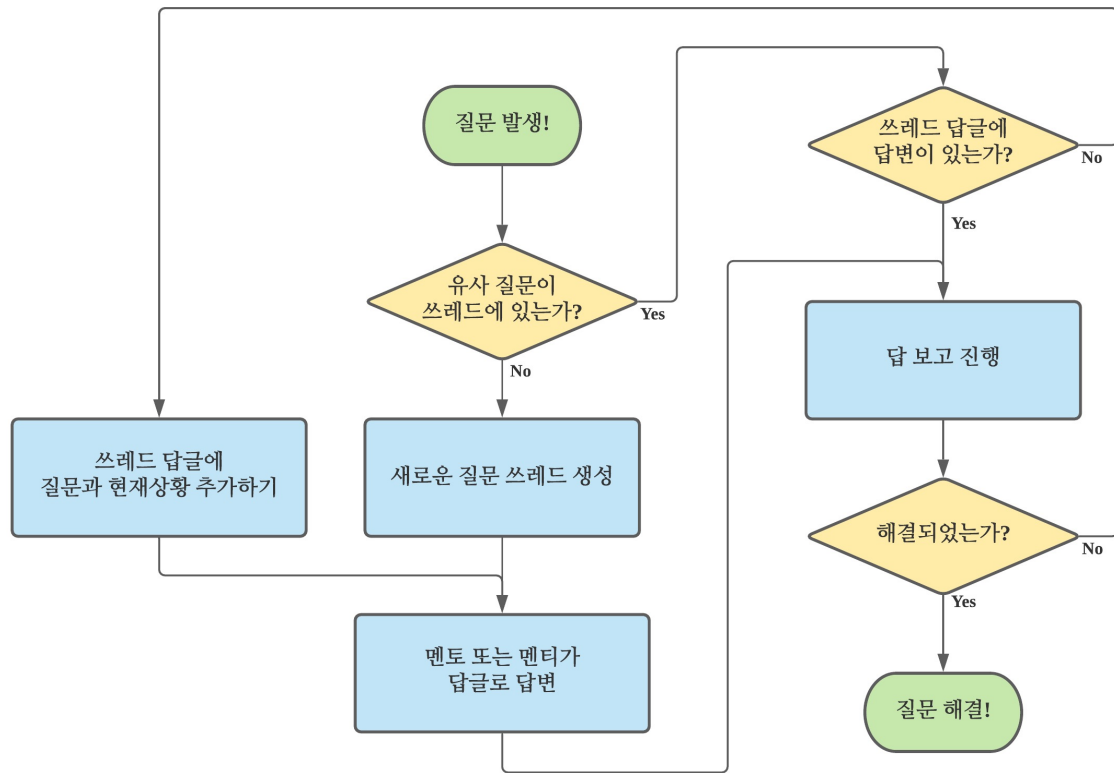 질문 발생!
유사 질문이
쓰레드에 있는가?
Yes
No
쓰레드 답글에
답변이 있는가?
No
Yes
답 보고 진행
쓰레드 답글에
질문과 현재상황 추가하기
새로운 질문 쓰레드 생성
해결되었는가?
No
Yes
멘토 또는 멘티가
답글로 답변
질문 해결!